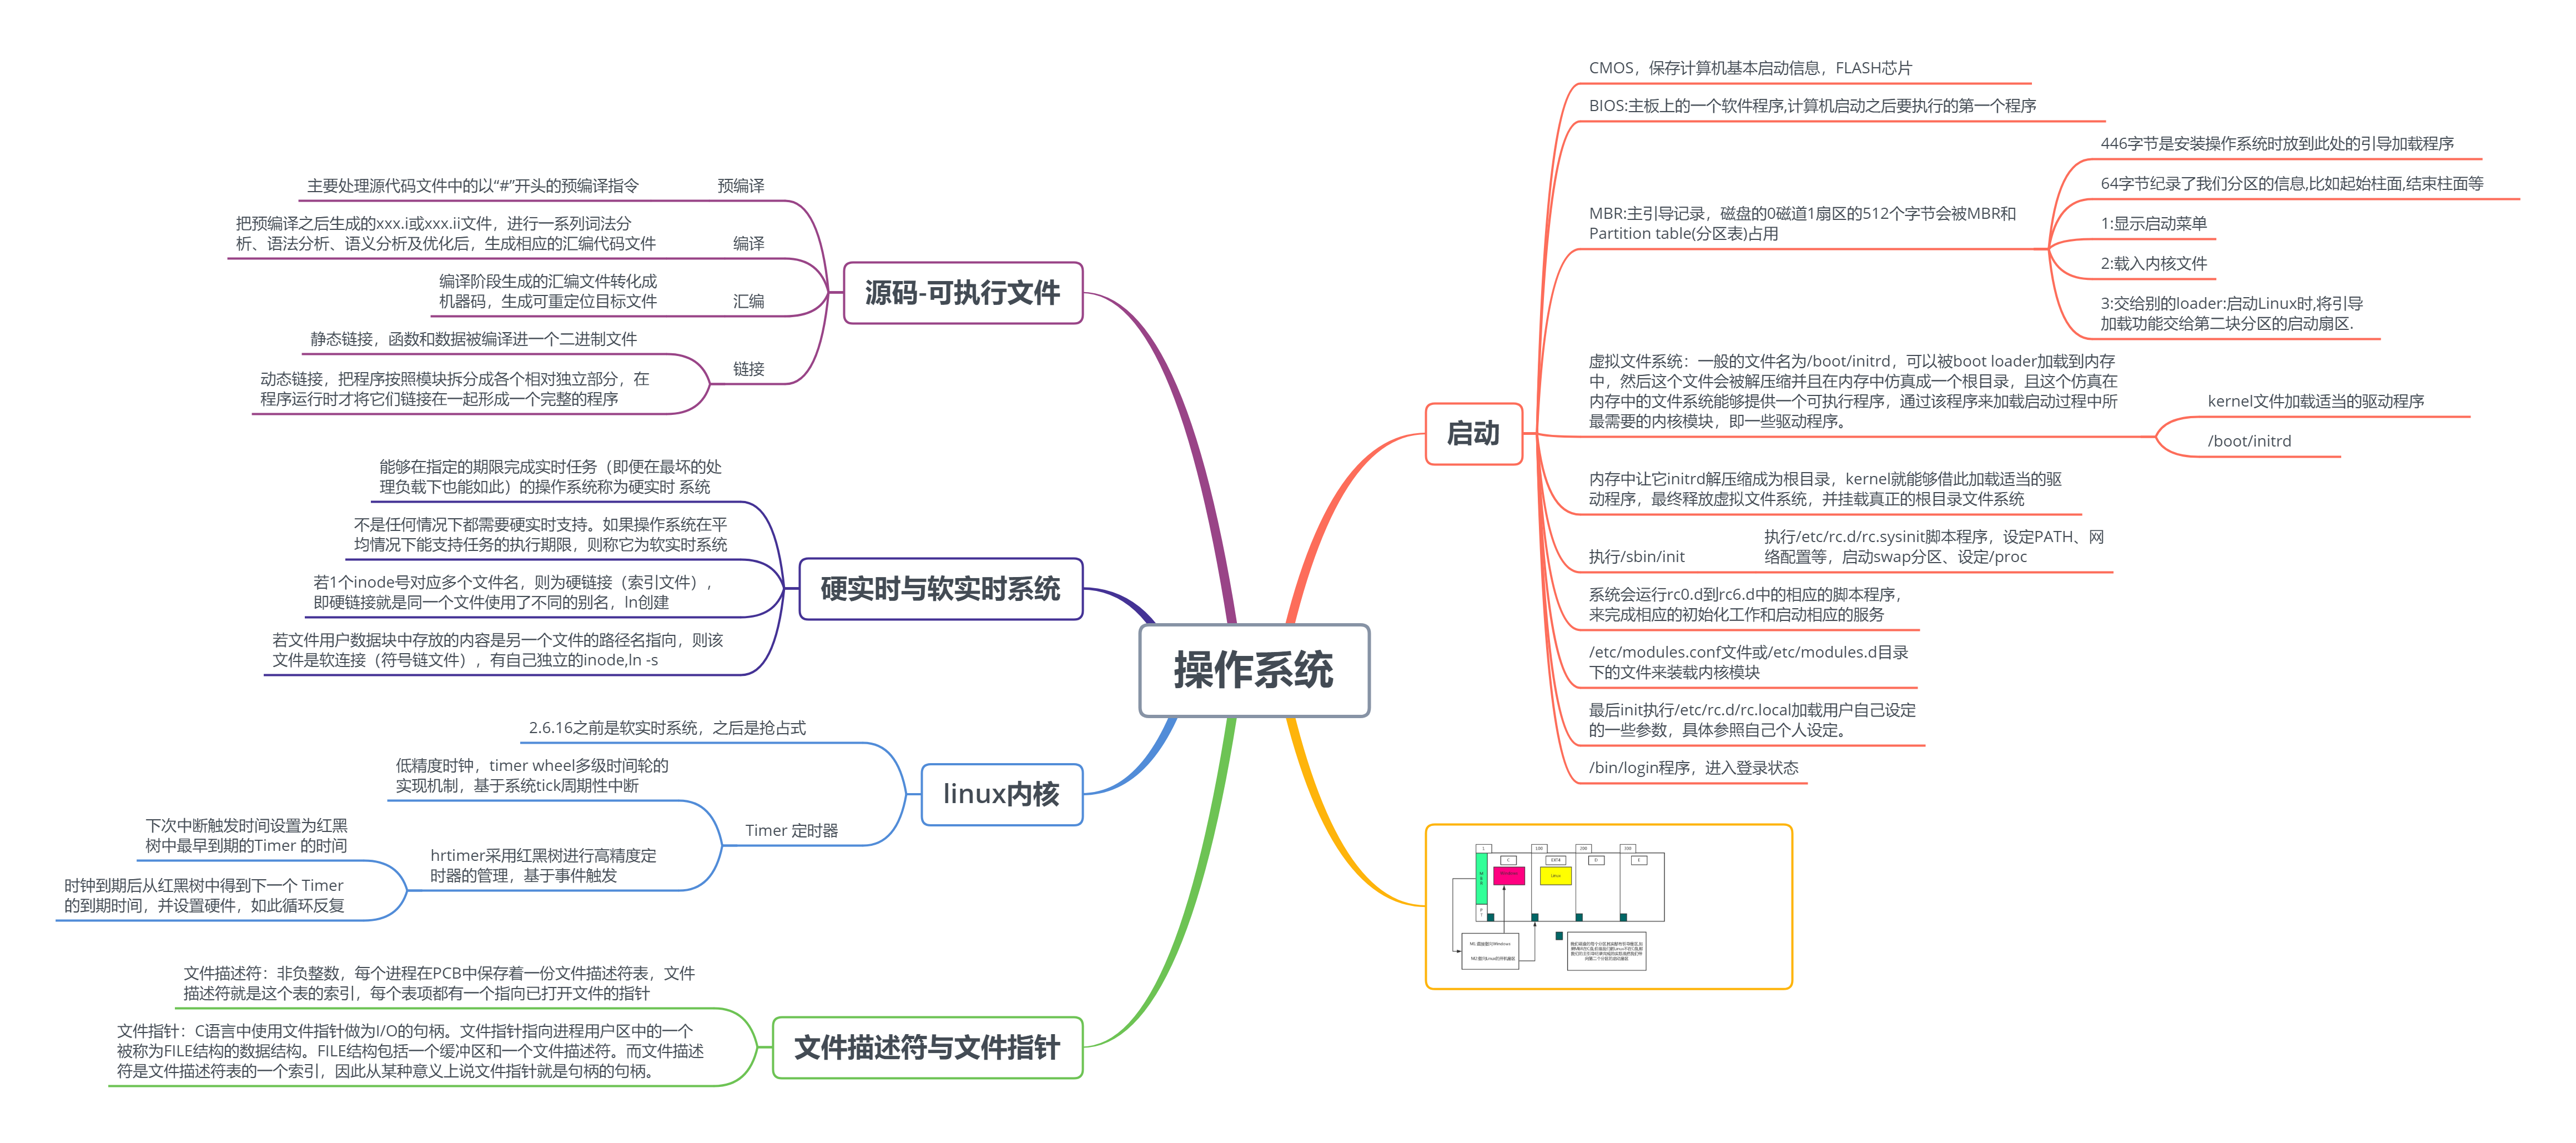 操作系统
启动
CMOS，保存计算机基本启动信息，FLASH芯片
BIOS:主板上的一个软件程序,计算机启动之后要执行的第一个程序
MBR:主引导记录，磁盘的0磁道1扇区的512个字节会被MBR和
Partition table(分区表)占用
446字节是安装操作系统时放到此处的引导加载程序
64字节纪录了我们分区的信息,比如起始柱面,结束柱面等
1:显示启动菜单
2:载入内核文件
3:交给别的loader:启动Linux时,将引导
加载功能交给第二块分区的启动扇区.
虚拟文件系统：一般的文件名为/boot/initrd，可以被boot loader加载到内存
中，然后这个文件会被解压缩并且在内存中仿真成一个根目录，且这个仿真在
内存中的文件系统能够提供一个可执行程序，通过该程序来加载启动过程中所
最需要的内核模块，即一些驱动程序。
kernel文件加载适当的驱动程序
/boot/initrd
内存中让它initrd解压缩成为根目录，kernel就能够借此加载适当的驱
动程序，最终释放虚拟文件系统，并挂载真正的根目录文件系统
执行/sbin/init
执行/etc/rc.d/rc.sysinit脚本程序，设定PATH、网
络配置等，启动swap分区、设定/proc
系统会运行rc0.d到rc6.d中的相应的脚本程序，
来完成相应的初始化工作和启动相应的服务
/etc/modules.conf文件或/etc/modules.d目录
下的文件来装载内核模块
最后init执行/etc/rc.d/rc.local加载用户自己设定
的一些参数，具体参照自己个人设定。
/bin/login程序，进入登录状态
1
100
200
200
C
EXT4
D
E
M
B
R
Windows
Linux
P
T
源码-可执行文件
预编译
主要处理源代码文件中的以“#”开头的预编译指令
编译
把预编译之后生成的xxx.i或xxx.ii文件，进行一系列词法分
析、语法分析、语义分析及优化后，生成相应的汇编代码文件
汇编
编译阶段生成的汇编文件转化成
机器码，生成可重定位目标文件
链接
静态链接，函数和数据被编译进一个二进制文件
动态链接，把程序按照模块拆分成各个相对独立部分，在
程序运行时才将它们链接在一起形成一个完整的程序
硬实时与软实时系统
能够在指定的期限完成实时任务（即便在最坏的处
理负载下也能如此）的操作系统称为硬实时 系统
不是任何情况下都需要硬实时支持。如果操作系统在平
均情况下能支持任务的执行期限，则称它为软实时系统
若1个inode号对应多个文件名，则为硬链接（索引文件），
即硬链接就是同一个文件使用了不同的别名，ln创建
若文件用户数据块中存放的内容是另一个文件的路径名指向，则该
文件是软连接（符号链文件），有自己独立的inode,ln -s
linux内核
2.6.16之前是软实时系统，之后是抢占式
Timer 定时器
低精度时钟，timer wheel多级时间轮的
实现机制，基于系统tick周期性中断
hrtimer采用红黑树进行高精度定
时器的管理，基于事件触发
下次中断触发时间设置为红黑
树中最早到期的Timer 的时间
时钟到期后从红黑树中得到下一个 Timer
的到期时间，并设置硬件，如此循环反复
文件描述符与文件指针
文件描述符：非负整数，每个进程在PCB中保存着一份文件描述符表，文件
描述符就是这个表的索引，每个表项都有一个指向已打开文件的指针
文件指针：C语言中使用文件指针做为I/O的句柄。文件指针指向进程用户区中的一个
被称为FILE结构的数据结构。FILE结构包括一个缓冲区和一个文件描述符。而文件描述
符是文件描述符表的一个索引，因此从某种意义上说文件指针就是句柄的句柄。